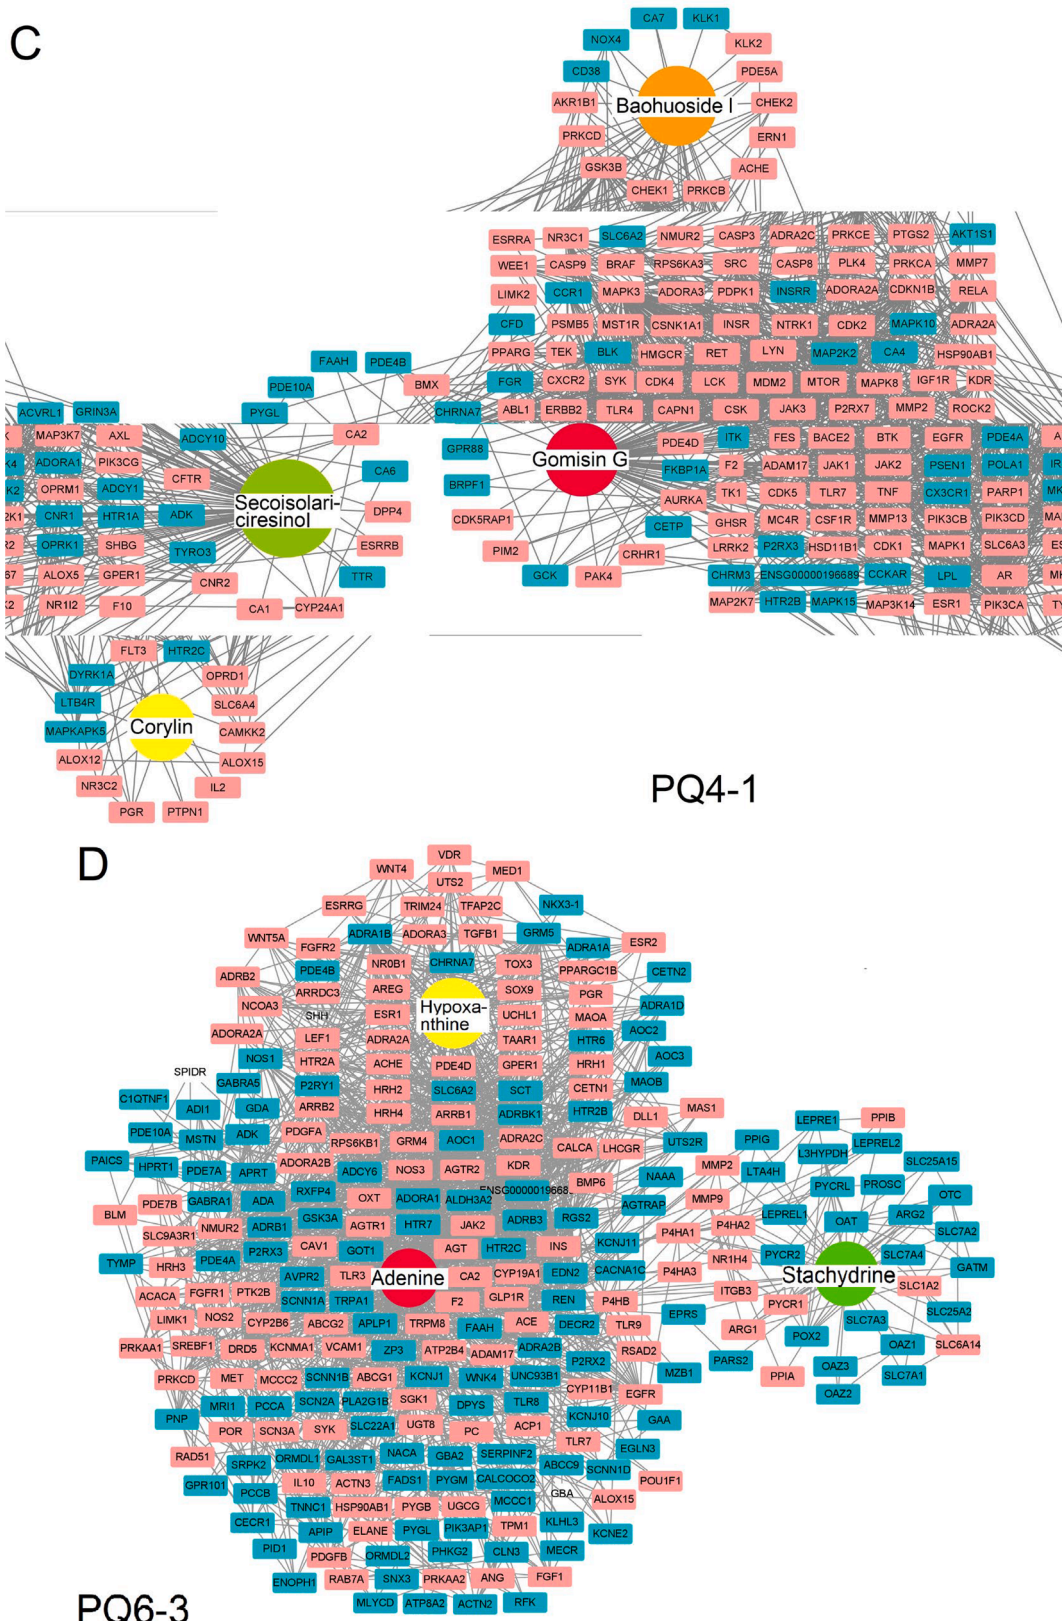 C
CA7 KLK1
NOX4 KLK2
CD38 PDE5A
Baohuoside I
AKR1B1 CHEK2
PRKCD ERN1
GSK3B ACHE
CHEK1 PRKCB
ESRRA NR3C1 SLC6A2 NMUR2 CASP3 ADRA2C PRKCE PTGS2 AKT1S1
WEE1 CASP9 BRAF RPS6KA3 SRC CASP8 PLK4 PRKCA MMP7
LIMK2 CCR1 MAPK3 ADORA3 PDPK1 INSRR ADORA2A CDKN1B RELA
CFD PSMB5 MST1R CSNK1A1 INSR NTRK1 CDK2 MAPK10 ADRA2A
PPARG TEK BLK HMGCR RET LYN MAP2K2 CA4 HSP90AB1
FGR CXCR2 SYK CDK4 LCK MDM2 MTOR MAPK8 IGF1R KDR
ABL1 ERBB2 TLR4 CAPN1 CSK JAK3 P2RX7 MMP2 ROCK2
FAAH PDE4B
PDE10A BMX
PYGL CHRNA7
ACVRL1 GRIN3A
MAP3K7 AXL ADCY10 CA2
K4 ADORA1 PIK3CG CFTR CA6
K2 OPRM1 ADCY1
2K1 CNR1 HTR1A ADK DPP4
Secoisolari-
ciresinol
R2 OPRK1 SHBG TYRO3 ESRRB
67 ALOX5 GPER1 CNR2 TTR
K2 NR1I2 F10 CA1 CYP24A1
GPR88 Gomisin G PDE4D ITK FES BACE2 BTK EGFR PDE4A
BRPF1 FKBP1A F2 ADAM17 JAK1 JAK2 PSEN1 POLA1 IR
AURKA TK1 CDK5 TLR7 TNF CX3CR1 PARP1 MK
CDK5RAP1 CETP GHSR MC4R CSF1R MMP13 PIK3CB PIK3CD MA
PIM2 CRHR1 LRRK2 P2RX3 HSD11B1 CDK1 MAPK1 SLC6A3 ES
GCK PAK4 CHRM3 ENSG00000196689 CCKAR LPL AR MK
MAP2K7 HTR2B MAPK15 MAP3K14 ESR1 PIK3CA TY
FLT3 HTR2C
DYRK1A OPRD1
LTB4R SLC6A4
MAPKAPK5 Corylin CAMKK2
ALOX12 ALOX15
NR3C2 IL2
PGR PTPN1
PQ4-1
D
VDR
WNT4 UTS2 MED1
ESRRG TRIM24 TFAP2C NKX3-1
WNT5A FGFR2 ADRA1B ADORA3 TGFB1 GRM5 ADRA1A ESR2
ADRB2 PDE4B NR0B1 CHRNA7 TOX3 PPARGC1B CETN2
NCOA3 ARRDC3 AREG SOX9 PGR ADRA1D
SHH ESR1 Hypoxa-
nthine UCHL1 MAOA
ADORA2A LEF1 ADRA2A TAAR1 HTR6 AOC2
NOS1 HTR2A ACHE PDE4D GPER1 HRH1 AOC3
SPIDR GABRA5 P2RY1 HRH2 SLC6A2 SCT CETN1 MAOB
C1QTNF1 ADI1 GDA ARRB2 HRH4 ARRB1 ADRBK1 HTR2B DLL1 MAS1
PDE10A MSTN ADK PDGFA RPS6KB1 GRM4 AOC1 ADRA2C CALCA LHCGR UTS2R
PAICS HPRT1 PDE7A APRT ADORA2B ADCY6 NOS3 AGTR2 KDR BMP6 NAAA
PDE7B GABRA1 ADA RXFP4 OXT ADORA1 ALDH3A2 ENSG0000019668 AGTRAP
BLM NMUR2 ADRB1 GSK3A AGTR1 HTR7 JAK2 ADRB3 RGS2
SLC9A3R1 P2RX3 CAV1 GOT1 AGT HTR2C INS KCNJ11
TYMP HRH3 PDE4A AVPR2 TLR3 Adenine CA2 CYP19A1 EDN2 CACNA1C
ACACA FGFR1 PTK2B SCNN1A TRPA1 F2 GLP1R REN P4HB
LIMK1 NOS2 CYP2B6 ABCG2 APLP1 TRPM8 FAAH ACE DECR2 TLR9
PRKAA1 SREBF1 DRD5 KCNMA1 VCAM1 ZP3 ATP2B4 ADAM17 ADRA2B P2RX2 RSAD2
PRKCD MET MCCC2 SCNN1B ABCG1 KCNJ1 WNK4 UNC93B1 CYP11B1 EGFR MZB1
PNP MRI1 PCCA SCN2A PLA2G1B SGK1 DPYS TLR8 KCNJ10 GAA
POR SCN3A SYK SLC22A1 UGT8 PC ACP1 TLR7 EGLN3
RAD51 SRPK2 ORMDL1 GAL3ST1 NACA GBA2 SERPINF2 ABCC9 SCNN1D POU1F1
GPR101 PCCB IL10 ACTN3 FADS1 PYGM CALCOCO2 GBA ALOX15
CECR1 TNNC1 HSP90AB1 PYGB UGCG MCCC1 KLHL3 KCNE2
PID1 APIP ELANE PYGL PIK3AP1 TPM1 MECR
ENOPH1 PDGFB ORMDL2 PHKG2 CLN3 FGF1
RAB7A SNX3 PRKAA2 ANG
MLYCD ATP8A2 ACTN2 RFK
LEPRE1 PPIB
PPIG L3HYPDH LEPREL2
MMP2 LTA4H PYCRL PROSC SLC25A15
MMP9 LEPREL1 OAT ARG2 OTC
P4HA1 P4HA2 PYCR2 SLC7A4 SLC7A2
P4HA3 NR1H4 Stachydrine SLC1A2 GATM
ITGB3 PYCR1 SLC7A3 SLC25A2
EPRS ARG1 POX2 OAZ1 SLC6A14
PARS2 PPIA OAZ3 SLC7A1
OAZ2
PQ6-3